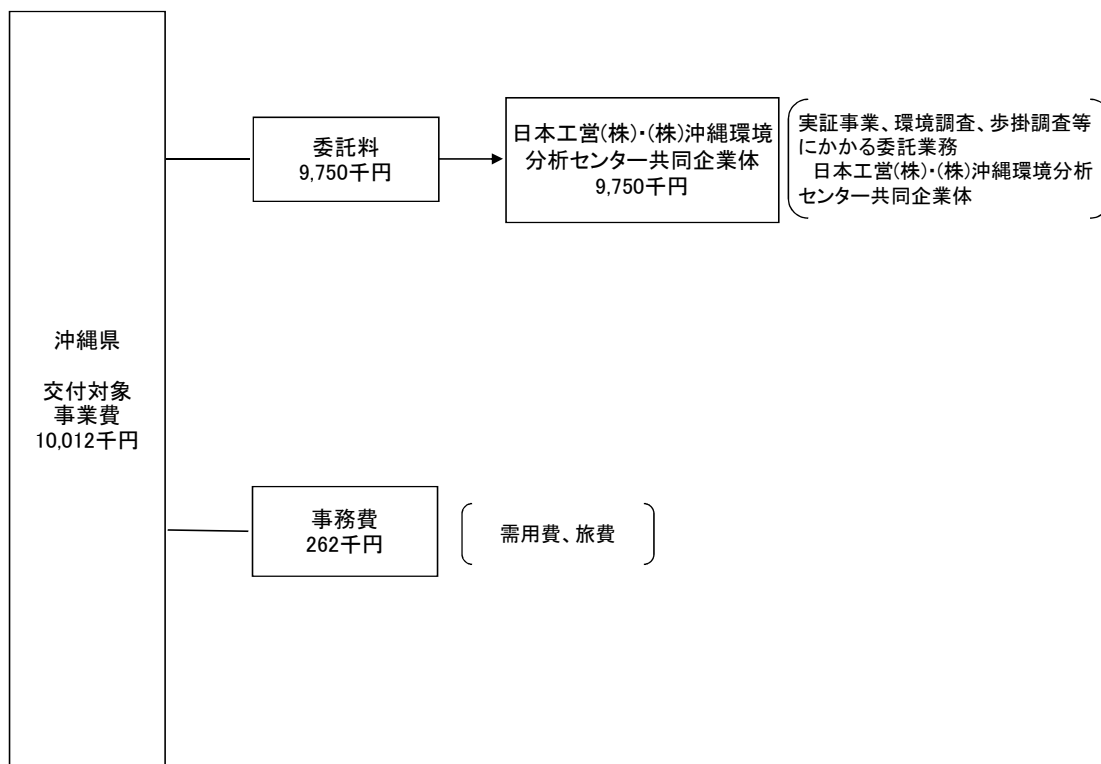 沖縄県
交付対象
事業費
10,012千円
委託料
9,750千円
日本工営(株)・(株)沖縄環境
分析センター共同企業体
9,750千円
実証事業、環境調査、歩掛調査等
にかかる委託業務
日本工営(株)・(株)沖縄環境分析
センター共同企業体
事務費
262千円
需用費、旅費